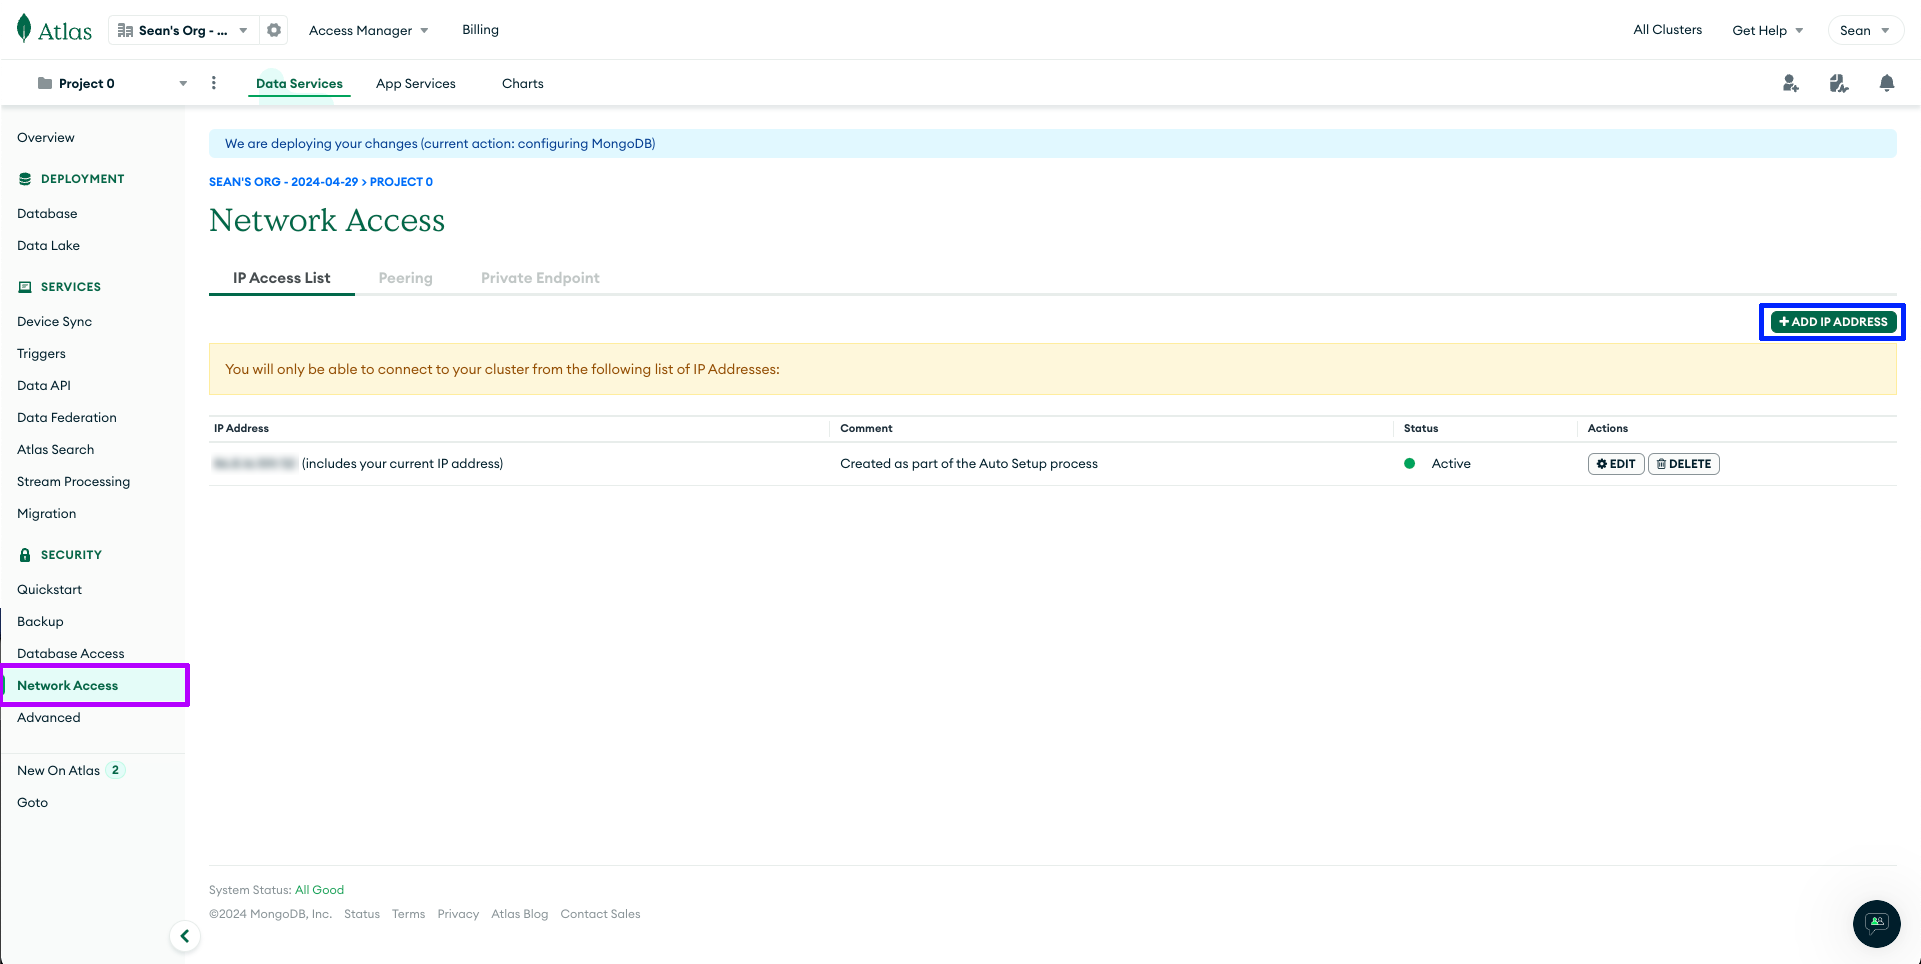 Atlas
Sean's Org - ...
Access Manager
Billing
All Clusters
Get Help
Sean
Project 0
Data Services
App Services
Charts
Overview
DEPLOYMENT
Database
Data Lake
SERVICES
Device Sync
Triggers
Data API
Data Federation
Atlas Search
Stream Processing
Migration
SECURITY
Quickstart
Backup
Database Access
Network Access
Advanced
New On Atlas 2
Goto
We are deploying your changes (current action: configuring MongoDB)
SEAN'S ORG - 2024-04-29 > PROJECT 0
Network Access
IP Access List
Peering
Private Endpoint
+ ADD IP ADDRESS
You will only be able to connect to your cluster from the following list of IP Addresses:
IP Address
Comment
Status
Actions
(includes your current IP address)
Created as part of the Auto Setup process
Active
EDIT
DELETE
System Status: All Good
©2024 MongoDB, Inc. Status Terms Privacy Atlas Blog Contact Sales